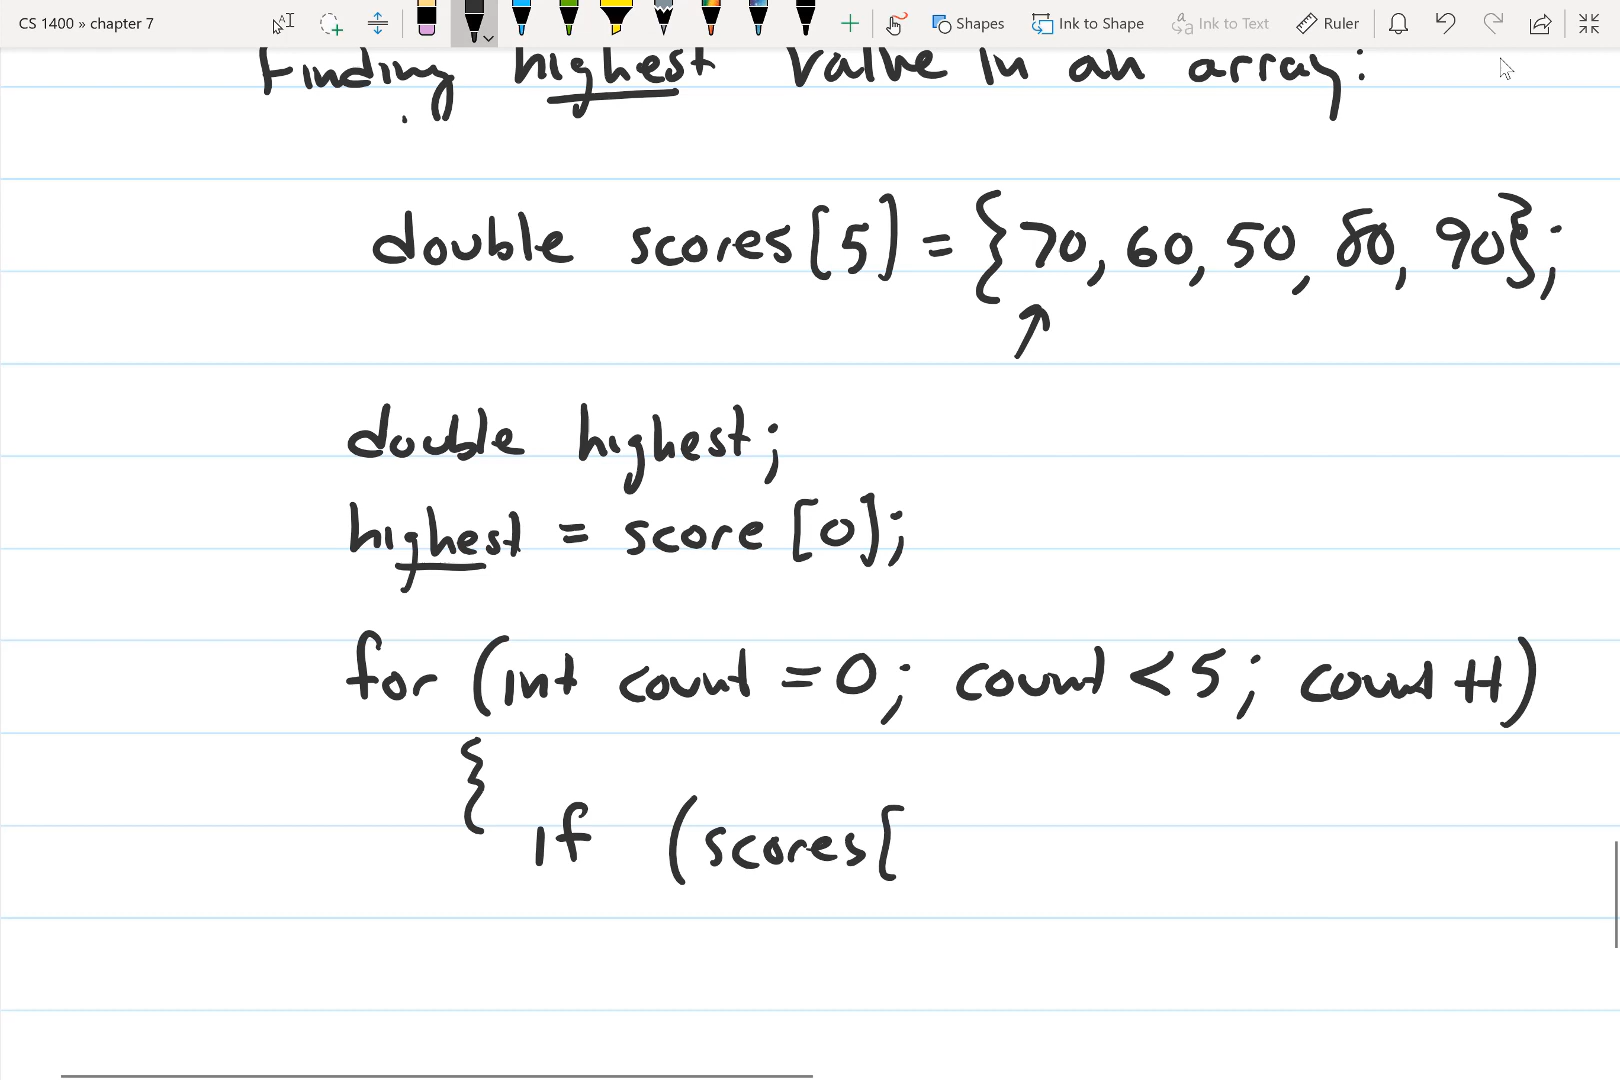 CS 1400 » chapter 7
Shapes
Ink to Shape
Ink to Text
Ruler
Finding highest value in an array:
double scores[5] = {70, 60, 50, 80, 90};
double highest;
highest = score[0];
for (int count = 0; count < 5; count++)
{
if (scores[